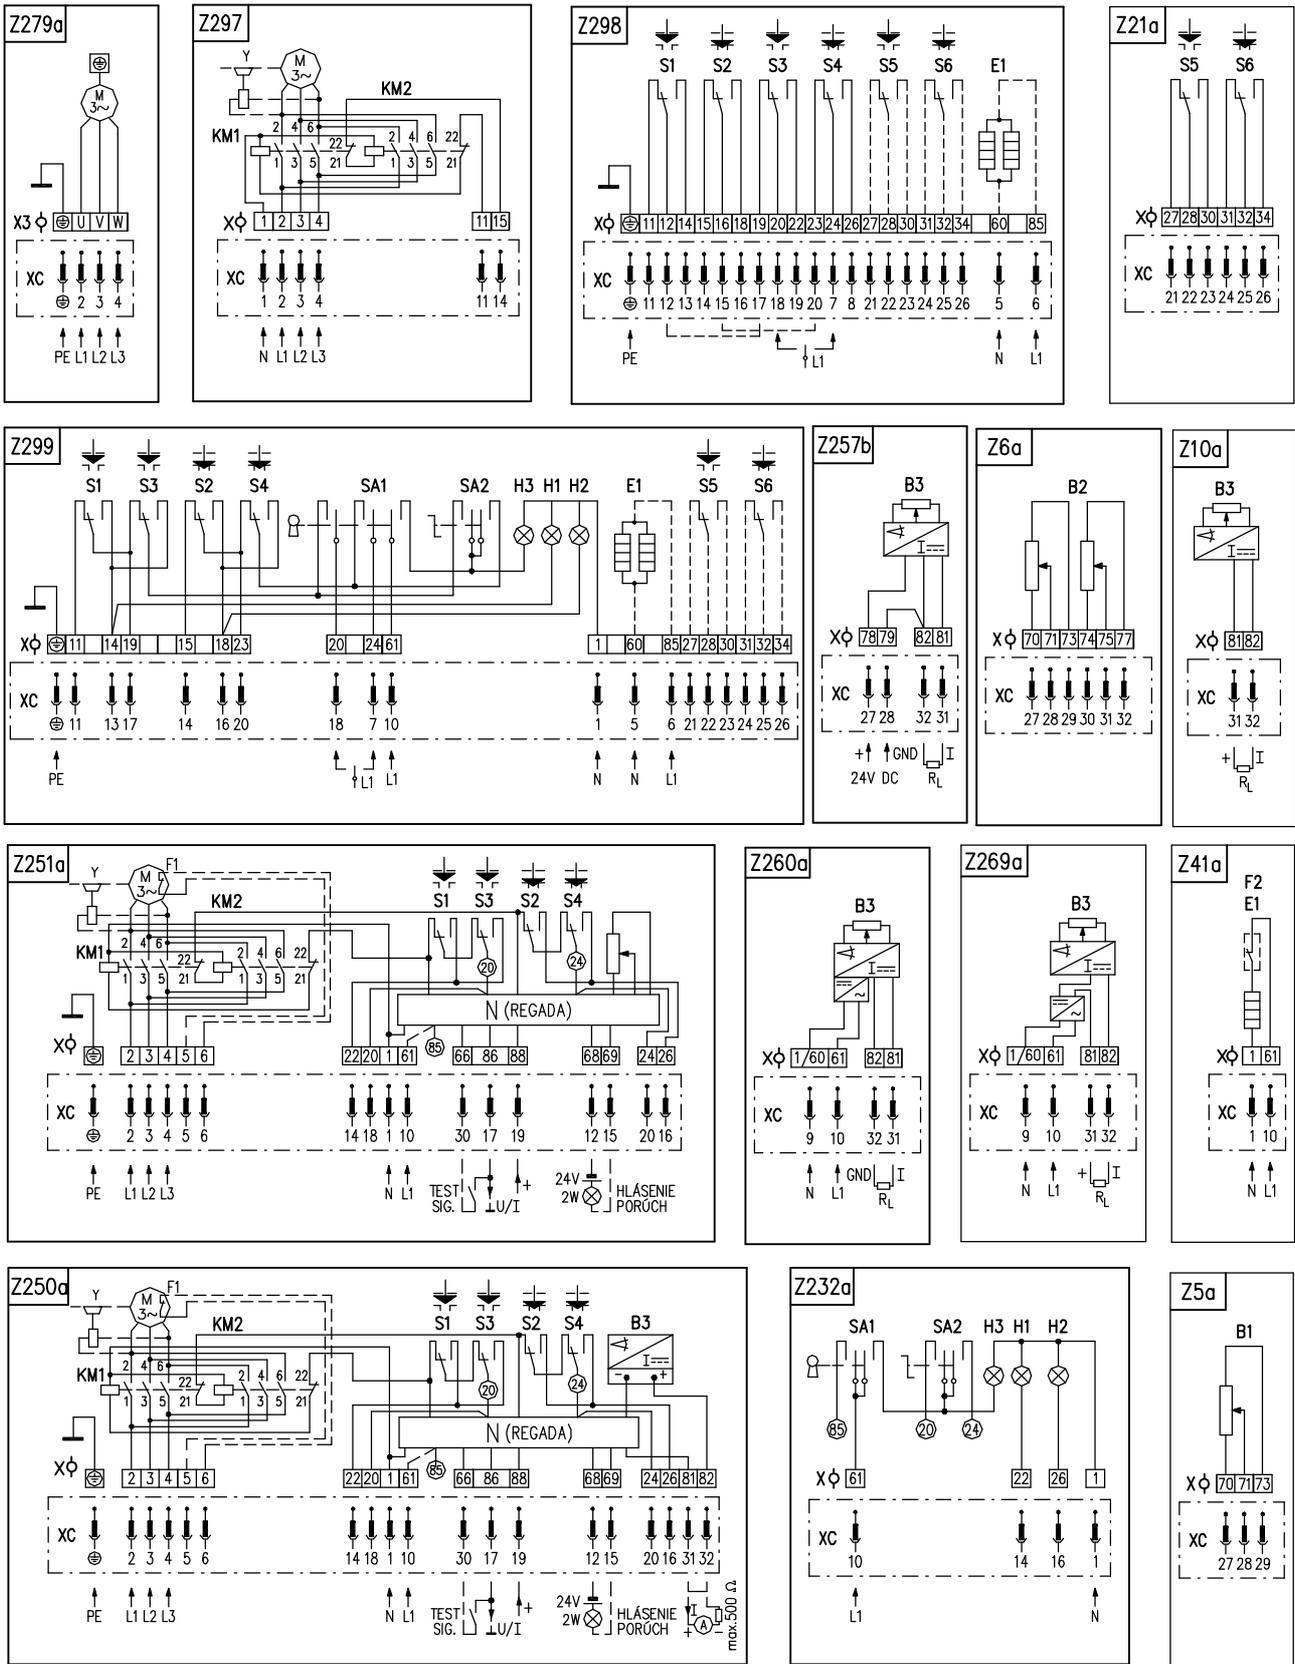 Z279a
M
3~
X3 U V W
XC
2 3 4
PE L1 L2 L3
Z297
Y M
3~
KM2
2 4 6 2 4 6 22
KM1 22
1 3 5 21 1 3 5 21
X 1 2 3 4 11 15
XC
1 2 3 4 11 14
N L1 L2 L3
Z298
S1 S2 S3 S4 S5 S6 E1
X 11 12 14 15 16 18 19 20 22 23 24 26 27 28 30 31 32 34 60 85
XC
11 12 13 14 15 16 17 18 19 20 7 8 21 22 23 24 25 26 5 6
PE L1 N L1
Z21a
S5 S6
X 27 28 30 31 32 34
XC
21 22 23 24 25 26
Z299
S1 S3 S2 S4 SA1 SA2 H3 H1 H2 E1 S5 S6
X 11 14 19 15 18 23 20 24 61 1 60 85 27 28 30 31 32 34
XC
11 13 17 14 16 20 18 7 10 1 5 6 21 22 23 24 25 26
PE L1 L1 N N L1
Z257b
B3
I
X 78 79 82 81
XC
27 28 32 31
+ GND I
24V DC RL
Z6a
B2
X 70 71 73 74 75 77
XC
27 28 29 30 31 32
Z10a
B3
I
X 81 82
XC
31 32
+ I
RL
Z251a
Y M F1
3~
KM2
2 4 6 2 4 6 22
KM1 22
1 3 5 21 1 3 5 21
S1 S3 S2 S4
20 24
N (REGADA)
X 2 3 4 5 6 22 20 1 61 85 66 86 88 68 69 24 26
XC
2 3 4 5 6 14 18 1 10 30 17 19 12 15 20 16
PE L1 L2 L3 N L1 TEST + 24V HLÁSENIE
SIG. U/I 2W PORÚCH
Z260a
B3
I
~
X 1/60 61 82 81
XC
9 10 32 31
N L1 GND I
RL
Z269a
B3
I
~
X 1/60 61 81 82
XC
9 10 31 32
N L1 + I
RL
Z41a
F2
E1
X 1 61
XC
1 10
N L1
Z250a
Y M F1
3~
KM2
2 4 6 2 4 6 22
KM1 22
1 3 5 21 1 3 5 21
S1 S3 S2 S4 B3
I
- +
20 24
N (REGADA)
X 2 3 4 5 6 22 20 1 61 85 66 86 88 68 69 24 26 81 82
XC
2 3 4 5 6 14 18 1 10 30 17 19 12 15 20 16 31 32
PE L1 L2 L3 N L1 TEST + 24V HLÁSENIE I
SIG. U/I 2W PORÚCH + A -
max.500 Ω
Z232a
SA1 SA2 H3 H1 H2
85 20 24
X 61 22 26 1
XC
10 14 16 1
L1 N
Z5a
B1
X 70 71 73
XC
27 28 29